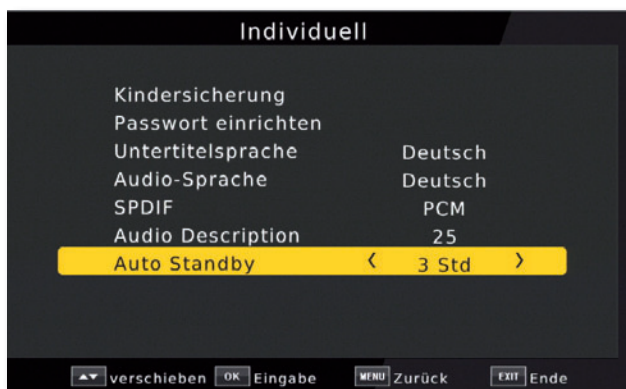 Individuell
Kindersicherung
Passwort einrichten
Untertitelsprache Deutsch
Audio-Sprache Deutsch
SPDIF PCM
Audio Description 25
Auto Standby 3 Std
verschieben OK Eingabe MENU Zurück EXIT Ende